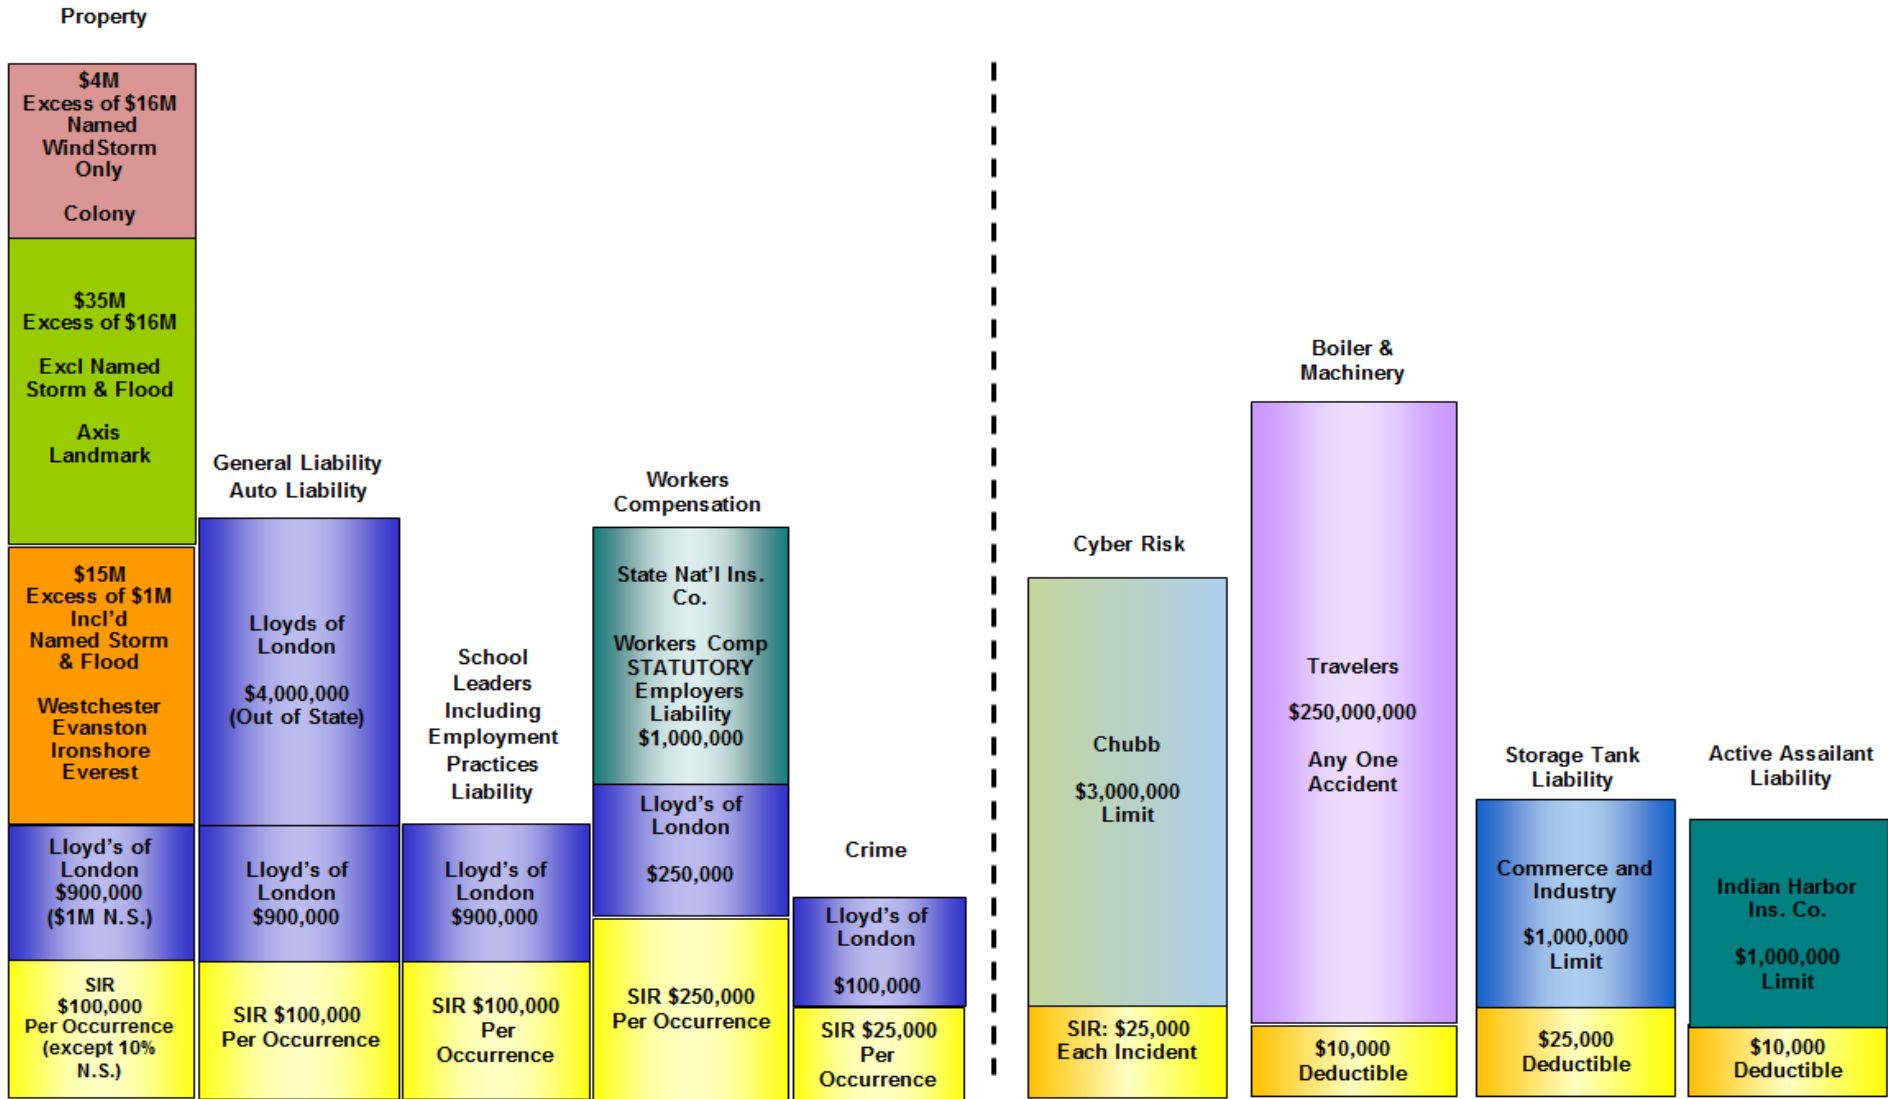 Property
$4M
Excess of $16M
Named
WindStorm
Only
Colony
$35M
Excess of $16M
Excl Named
Storm & Flood
Axis
Landmark
$15M
Excess of $1M
Incl'd
Named Storm
& Flood
Westchester
Evanston
Ironshore
Everest
Lloyd's of
London
$900,000
($1M N.S.)
SIR
$100,000
Per Occurrence
(except 10%
N.S.)
General Liability
Auto Liability
Lloyds of
London
$4,000,000
(Out of State)
Lloyd's of
London
$900,000
SIR $100,000
Per Occurrence
School
Leaders
Including
Employment
Practices
Liability
Lloyd's of
London
$900,000
SIR $100,000
Per
Occurrence
Workers
Compensation
State Nat'l Ins.
Co.
Workers Comp
STATUTORY
Employers
Liability
$1,000,000
Lloyd's of
London
$250,000
SIR $250,000
Per Occurrence
Crime
Lloyd's of
London
$100,000
SIR $25,000
Per
Occurrence
Cyber Risk
Chubb
$3,000,000
Limit
SIR: $25,000
Each Incident
Boiler &
Machinery
Travelers
$250,000,000
Any One
Accident
$10,000
Deductible
Storage Tank
Liability
Commerce and
Industry
$1,000,000
Limit
$25,000
Deductible
Active Assailant
Liability
Indian Harbor
Ins. Co.
$1,000,000
Limit
$10,000
Deductible